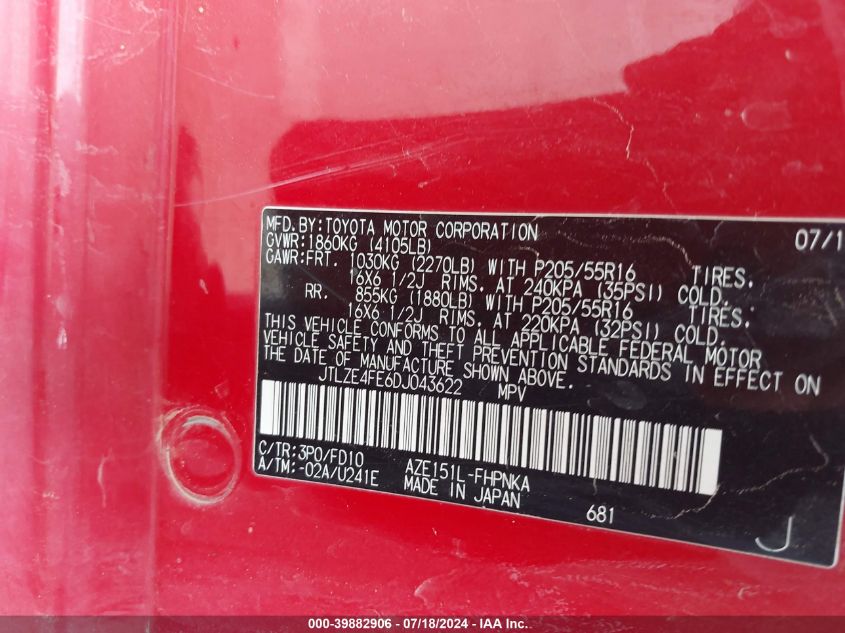 MFD. BY: TOYOTA MOTOR CORPORATION 07/1
GVWR: 1860KG (4105LB)
GAWR: FRT. 1030KG (2270LB) WITH P205/55R16 TIRES.
16X6 1/2J RIMS, AT 240KPA (35PSI) COLD.
RR. 855KG (1880LB) WITH P205/55R16 TIRES.
16X6 1/2J RIMS, AT 220KPA (32PSI) COLD.
THIS VEHICLE CONFORMS TO ALL APPLICABLE FEDERAL MOTOR
VEHICLE SAFETY AND THEFT PREVENTION STANDARDS IN EFFECT ON
THE DATE OF MANUFACTURE SHOWN ABOVE.
JTLZE4FE6DJ043622 MPV
C/TR: 3P0/FD10 AZE151L-FHPNKA
A/TM: -02A/U241E MADE IN JAPAN
681 J
000-39882906 - 07/18/2024 - IAA Inc.